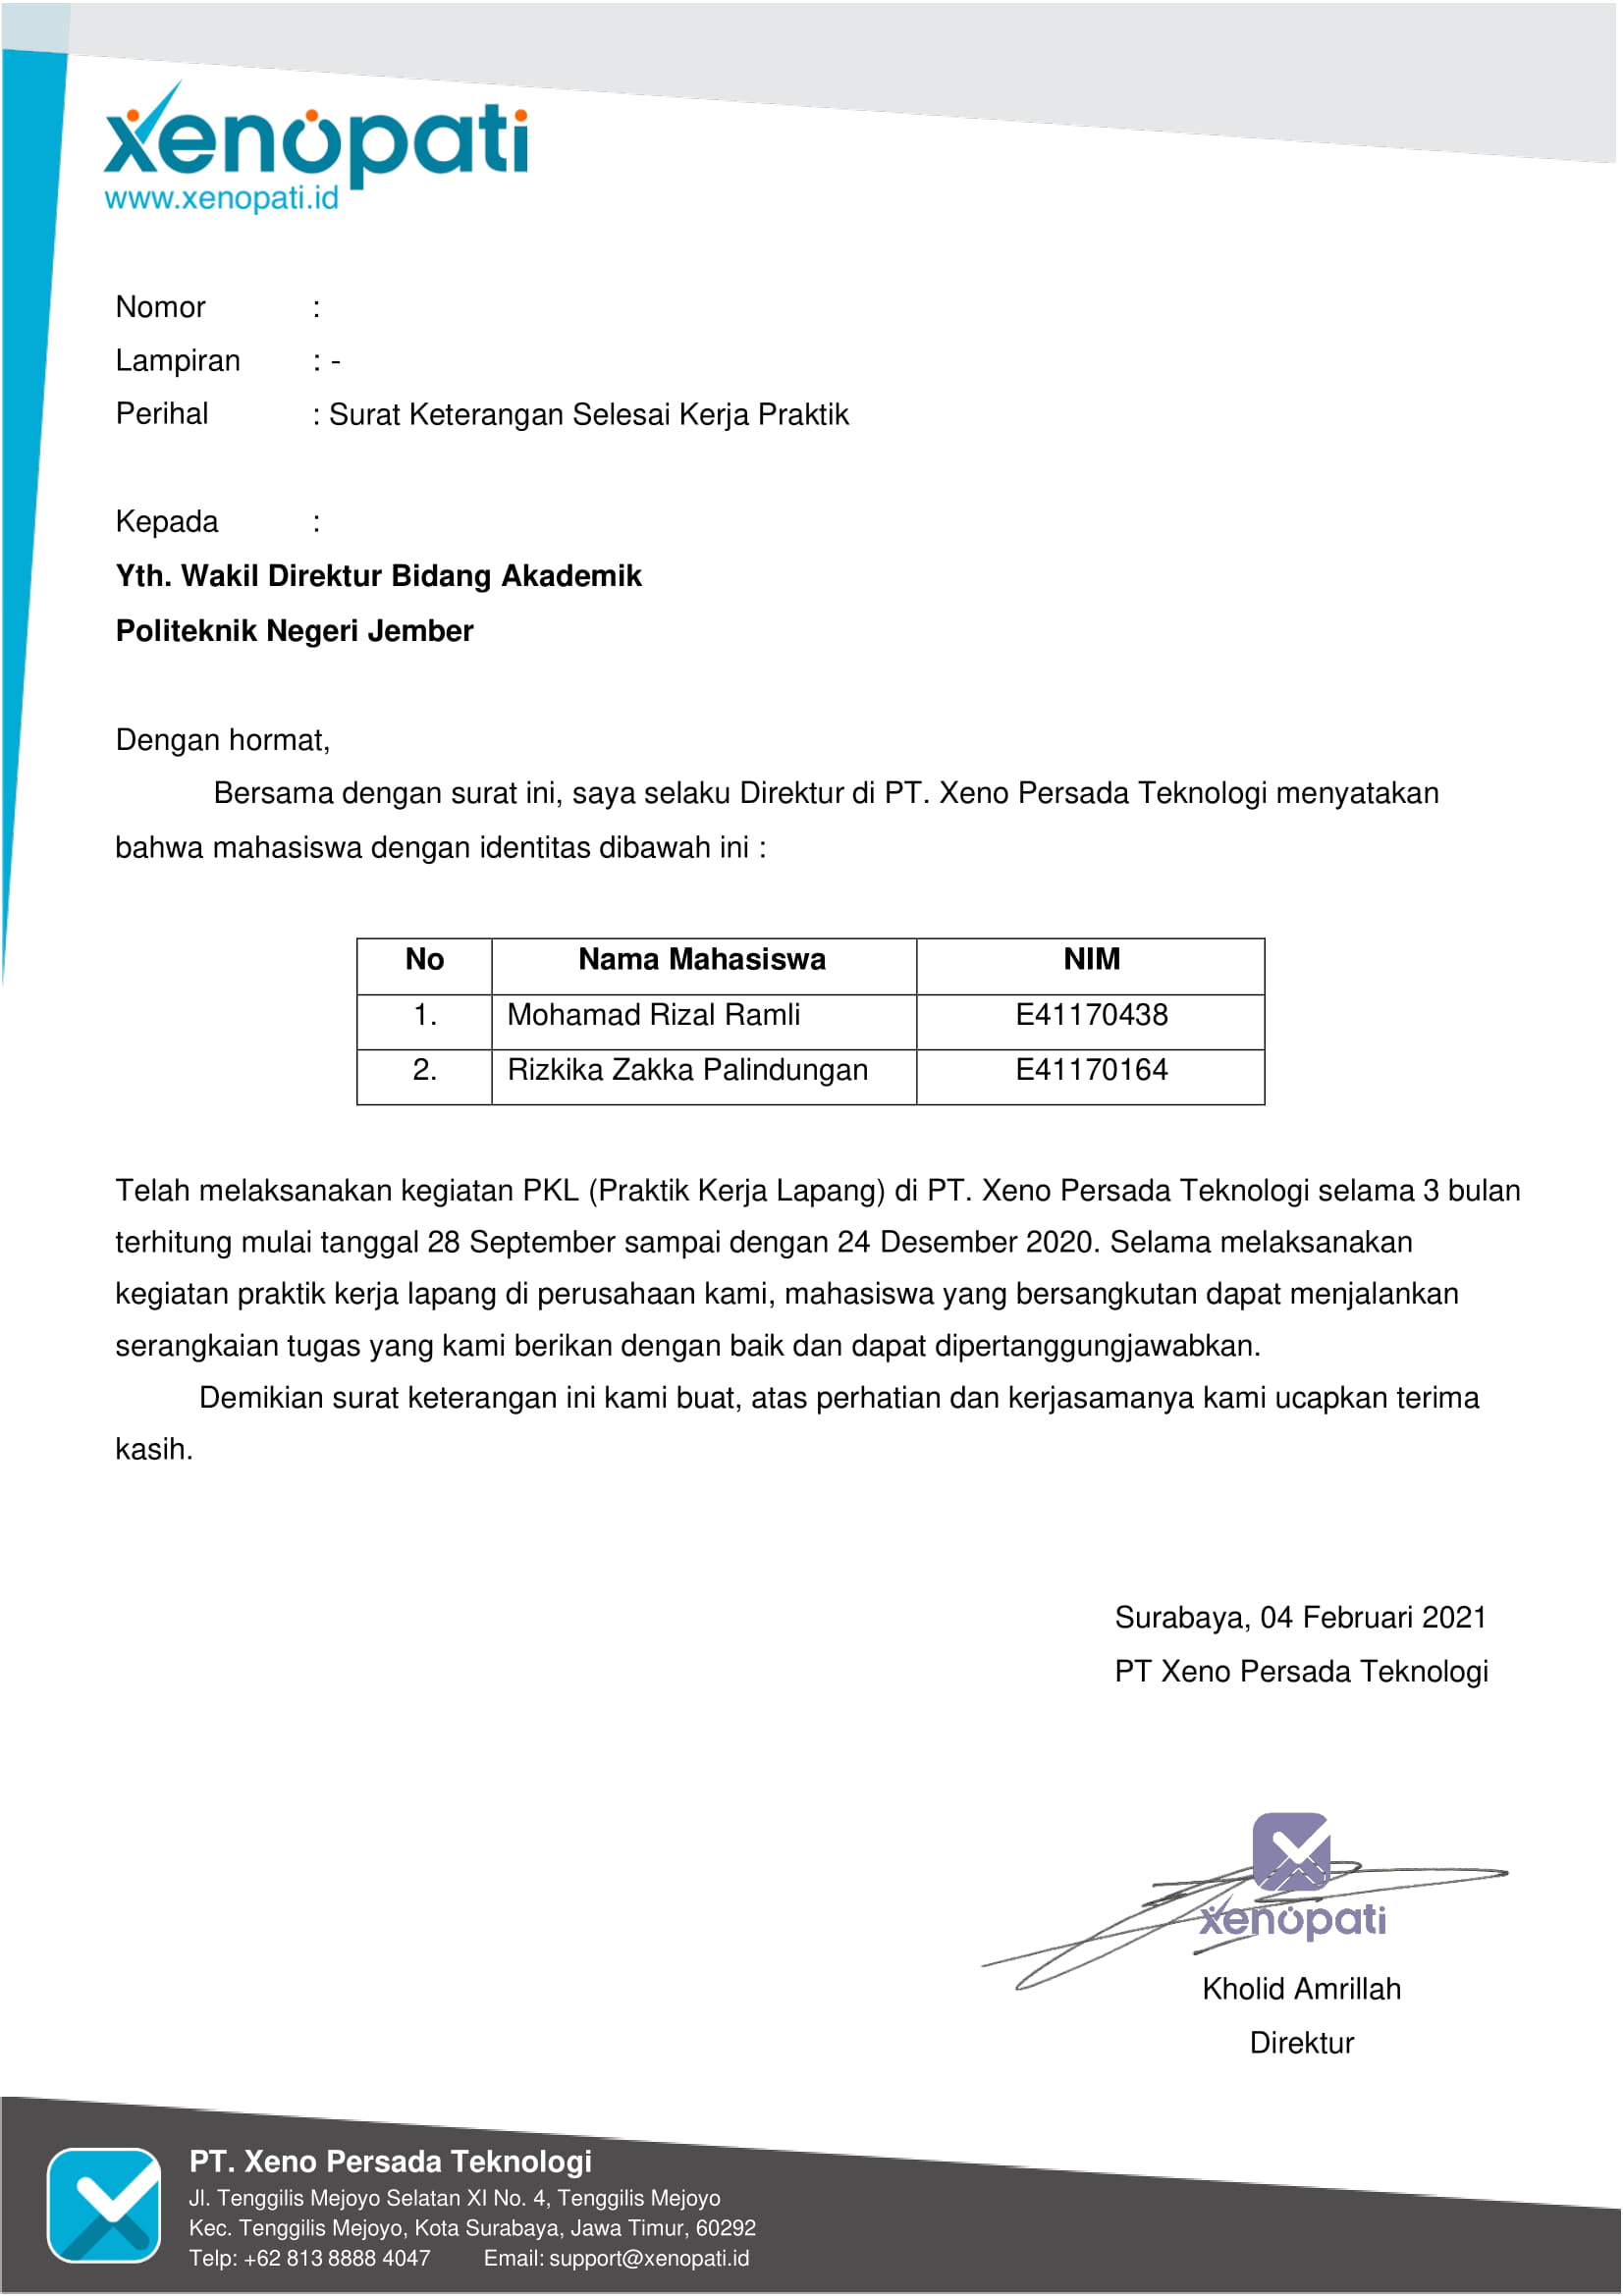 xenopati
www.xenopati.id
Nomor :
Lampiran : -
Perihal : Surat Keterangan Selesai Kerja Praktik
Kepada :
Yth. Wakil Direktur Bidang Akademik
Politeknik Negeri Jember
Dengan hormat,
Bersama dengan surat ini, saya selaku Direktur di PT. Xeno Persada Teknologi menyatakan
bahwa mahasiswa dengan identitas dibawah ini :
No Nama Mahasiswa NIM
1. Mohamad Rizal Ramli E41170438
2. Rizkika Zakka Palindungan E41170164
Telah melaksanakan kegiatan PKL (Praktik Kerja Lapang) di PT. Xeno Persada Teknologi selama 3 bulan
terhitung mulai tanggal 28 September sampai dengan 24 Desember 2020. Selama melaksanakan
kegiatan praktik kerja lapang di perusahaan kami, mahasiswa yang bersangkutan dapat menjalankan
serangkaian tugas yang kami berikan dengan baik dan dapat dipertanggungjawabkan.
Demikian surat keterangan ini kami buat, atas perhatian dan kerjasamanya kami ucapkan terima
kasih.
Surabaya, 04 Februari 2021
PT Xeno Persada Teknologi
xenopati
Kholid Amrillah
Direktur
PT. Xeno Persada Teknologi
Jl. Tenggilis Mejoyo Selatan XI No. 4, Tenggilis Mejoyo
Kec. Tenggilis Mejoyo, Kota Surabaya, Jawa Timur, 60292
Telp: +62 813 8888 4047 Email: support@xenopati.id